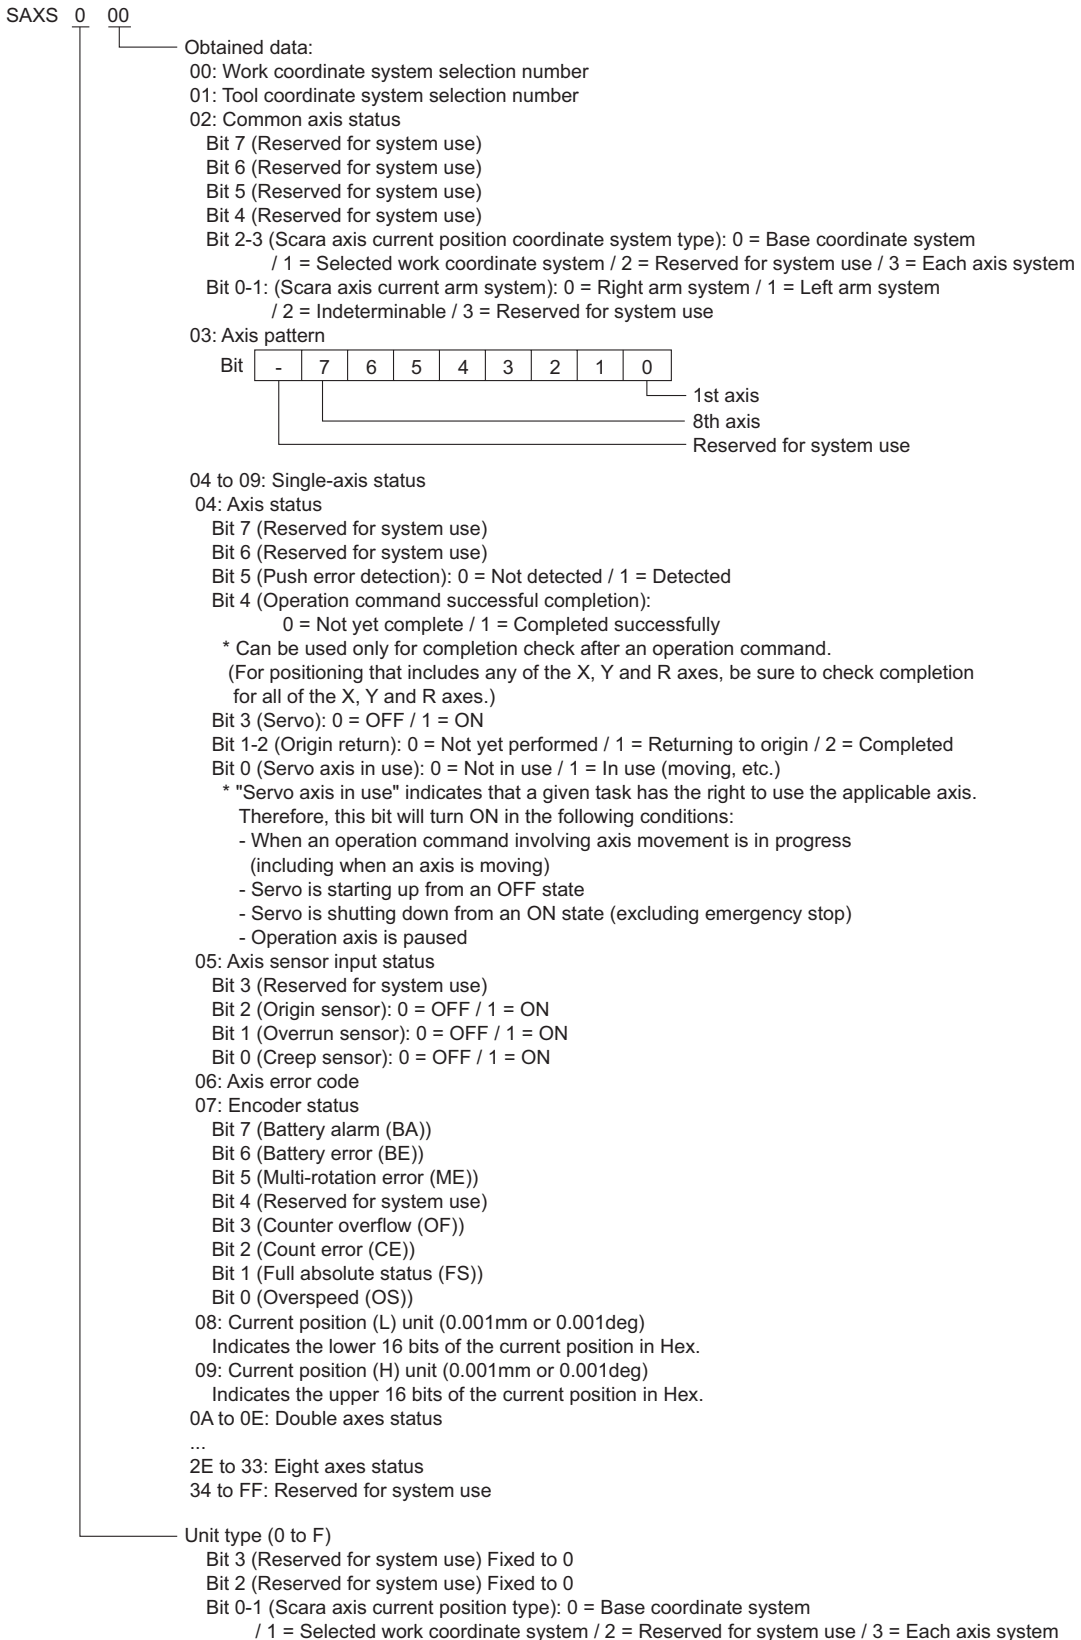 SAXS 0 00
Obtained data:
00: Work coordinate system selection number
01: Tool coordinate system selection number
02: Common axis status
Bit 7 (Reserved for system use)
Bit 6 (Reserved for system use)
Bit 5 (Reserved for system use)
Bit 4 (Reserved for system use)
Bit 2-3 (Scara axis current position coordinate system type): 0 = Base coordinate system
/ 1 = Selected work coordinate system / 2 = Reserved for system use / 3 = Each axis system
Bit 0-1: (Scara axis current arm system): 0 = Right arm system / 1 = Left arm system
/ 2 = Indeterminable / 3 = Reserved for system use
03: Axis pattern
Bit - 7 6 5 4 3 2 1 0
1st axis
8th axis
Reserved for system use
04 to 09: Single-axis status
04: Axis status
Bit 7 (Reserved for system use)
Bit 6 (Reserved for system use)
Bit 5 (Push error detection): 0 = Not detected / 1 = Detected
Bit 4 (Operation command successful completion):
0 = Not yet complete / 1 = Completed successfully
* Can be used only for completion check after an operation command.
(For positioning that includes any of the X, Y and R axes, be sure to check completion
for all of the X, Y and R axes.)
Bit 3 (Servo): 0 = OFF / 1 = ON
Bit 1-2 (Origin return): 0 = Not yet performed / 1 = Returning to origin / 2 = Completed
Bit 0 (Servo axis in use): 0 = Not in use / 1 = In use (moving, etc.)
* "Servo axis in use" indicates that a given task has the right to use the applicable axis.
Therefore, this bit will turn ON in the following conditions:
- When an operation command involving axis movement is in progress
(including when an axis is moving)
- Servo is starting up from an OFF state
- Servo is shutting down from an ON state (excluding emergency stop)
- Operation axis is paused
05: Axis sensor input status
Bit 3 (Reserved for system use)
Bit 2 (Origin sensor): 0 = OFF / 1 = ON
Bit 1 (Overrun sensor): 0 = OFF / 1 = ON
Bit 0 (Creep sensor): 0 = OFF / 1 = ON
06: Axis error code
07: Encoder status
Bit 7 (Battery alarm (BA))
Bit 6 (Battery error (BE))
Bit 5 (Multi-rotation error (ME))
Bit 4 (Reserved for system use)
Bit 3 (Counter overflow (OF))
Bit 2 (Count error (CE))
Bit 1 (Full absolute status (FS))
Bit 0 (Overspeed (OS))
08: Current position (L) unit (0.001mm or 0.001deg)
Indicates the lower 16 bits of the current position in Hex.
09: Current position (H) unit (0.001mm or 0.001deg)
Indicates the upper 16 bits of the current position in Hex.
0A to 0E: Double axes status
...
2E to 33: Eight axes status
34 to FF: Reserved for system use
Unit type (0 to F)
Bit 3 (Reserved for system use) Fixed to 0
Bit 2 (Reserved for system use) Fixed to 0
Bit 0-1 (Scara axis current position type): 0 = Base coordinate system
/ 1 = Selected work coordinate system / 2 = Reserved for system use / 3 = Each axis system